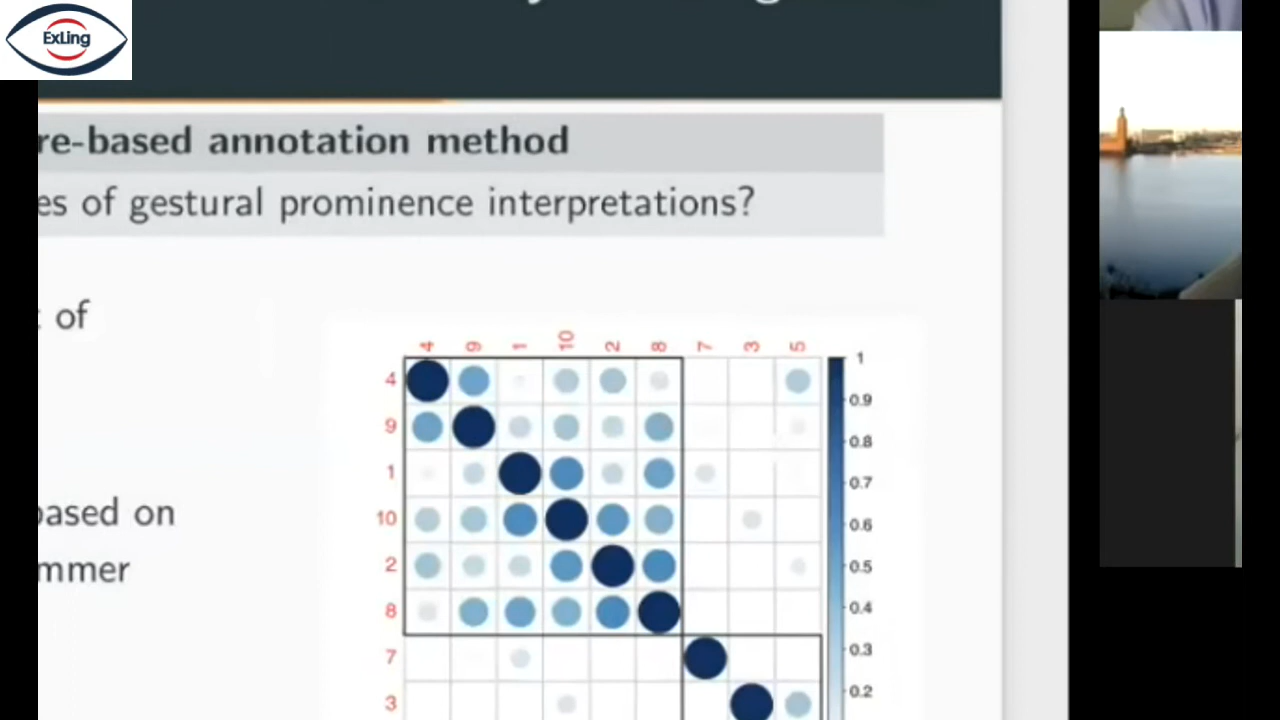 ExLing
re-based annotation method
es of gestural prominence interpretations?
of
based on
mmer
4 9 1 10 2 8 7 3 5
4
9
1
10
2
8
7
3
1
0.9
0.8
0.7
0.6
0.5
0.4
0.3
0.2